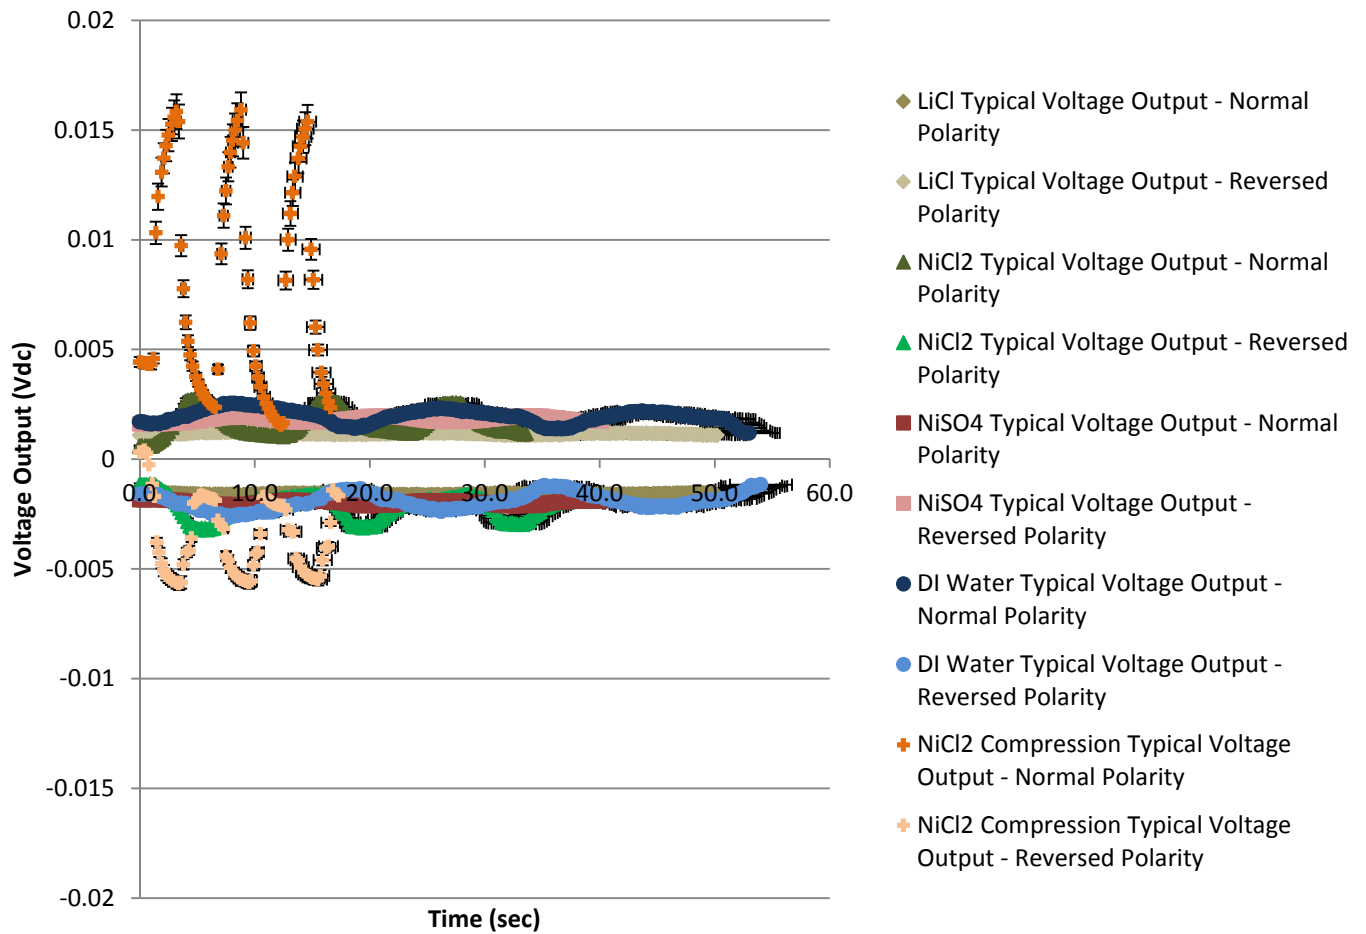 0.02
0.015
0.01
0.005
0
-0.005
-0.01
-0.015
-0.02
Voltage Output (Vdc)
0.0
10.0
20.0
30.0
40.0
50.0
60.0
Time (sec)
LiCl Typical Voltage Output - Normal
Polarity
LiCl Typical Voltage Output - Reversed
Polarity
NiCl2 Typical Voltage Output - Normal
Polarity
NiCl2 Typical Voltage Output - Reversed
Polarity
NiSO4 Typical Voltage Output - Normal
Polarity
NiSO4 Typical Voltage Output -
Reversed Polarity
DI Water Typical Voltage Output -
Normal Polarity
DI Water Typical Voltage Output -
Reversed Polarity
NiCl2 Compression Typical Voltage
Output - Normal Polarity
NiCl2 Compression Typical Voltage
Output - Reversed Polarity